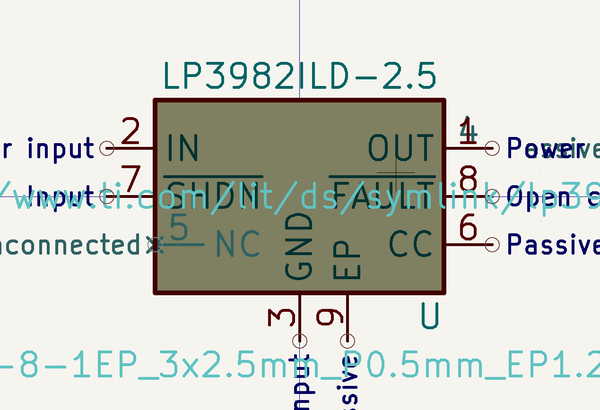 LP3982ILD-2.5
r input 2 IN OUT 1 4 Power
Input 7 SHDN FAULT 8 Open c
/www.ti.com/lit/ds/symlink/lp39
nconnected 5 NC CC 6 Passive
GND EP
3 9 U
-8-1EP_3x2.5mm_P0.5mm_EP1.2
nput ssive